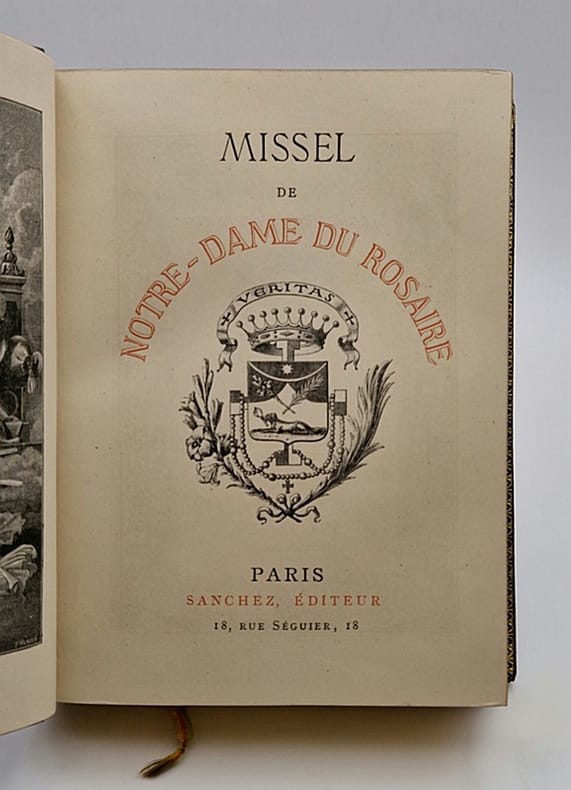 MISSEL
DE
NOTRE-DAME DU ROSAIRE
VERITAS
PARIS
SANCHEZ, ÉDITEUR
18, RUE SÉGUIER, 18